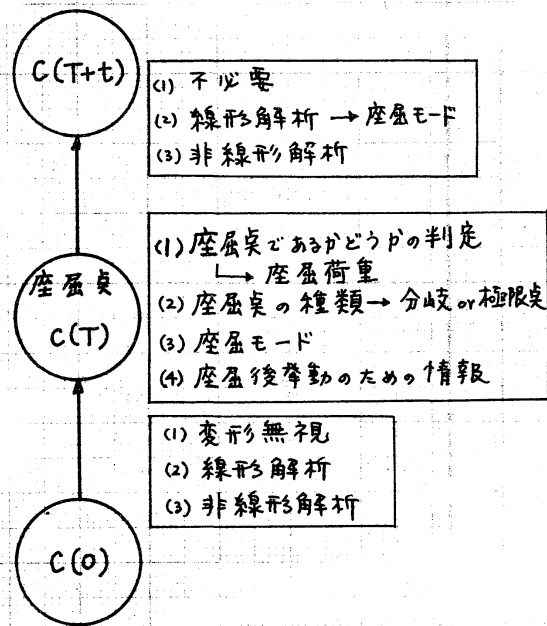 C(T+t)
(1) 不必要
(2) 線形解析 → 座屈モード
(3) 非線形解析
座屈点
C(T)
(1) 座屈点であるかどうかの判定
→ 座屈荷重
(2) 座屈点の種類 → 分岐 or 極限点
(3) 座屈モード
(4) 座屈後挙動のための情報
(1) 変形無視
(2) 線形解析
(3) 非線形解析
C(0)